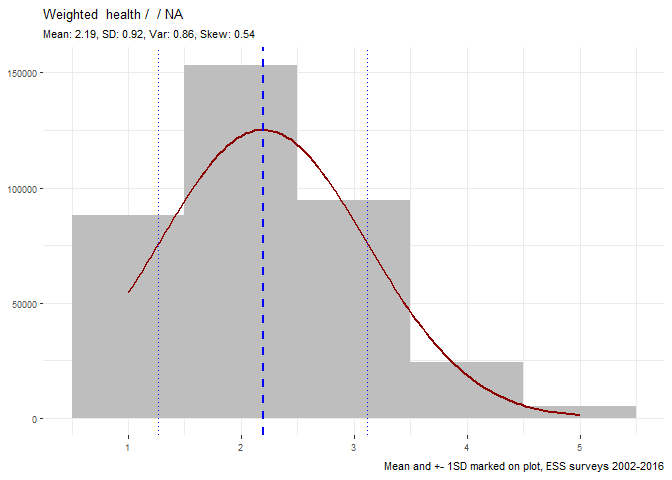 Weighted  health /  / NA
Mean: 2.19, SD: 0.92, Var: 0.86, Skew: 0.54
150000
100000
50000
0
1 2 3 4 5
Mean and +- 1SD marked on plot, ESS surveys 2002-2016